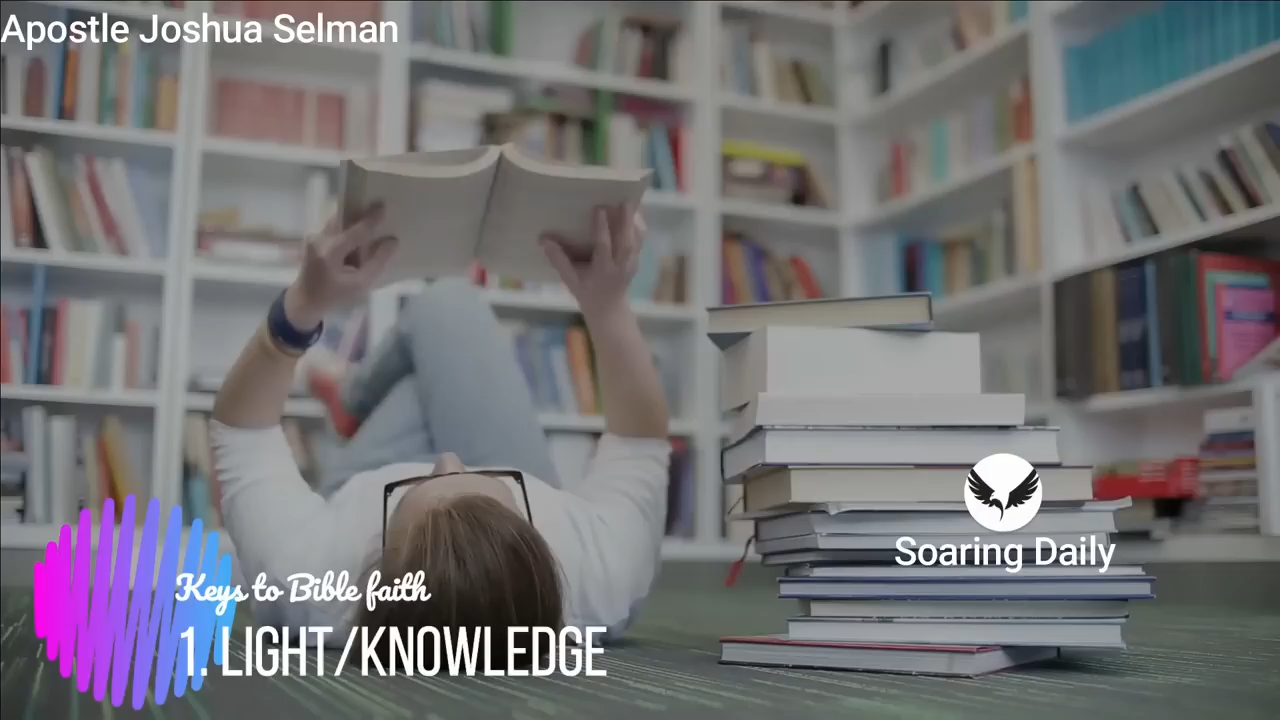 Apostle Joshua Selman
Soaring Daily
Keys to Bible faith
1. LIGHT/KNOWLEDGE